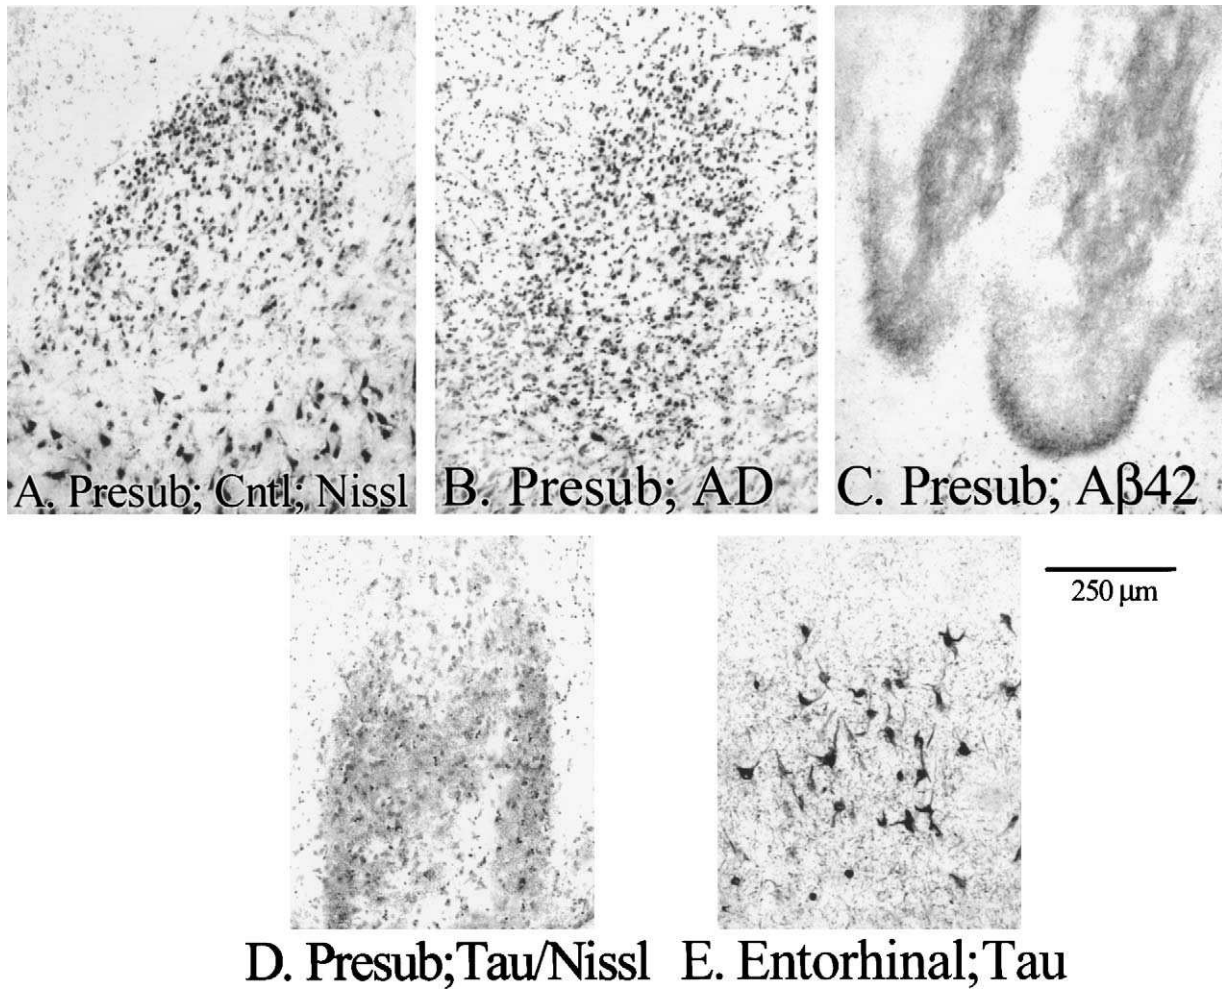 A. Presub; Cntl; Nissl
B. Presub; AD
C. Presub; Aβ42
250 μm
D. Presub;Tau/Nissl
E. Entorhinal;Tau